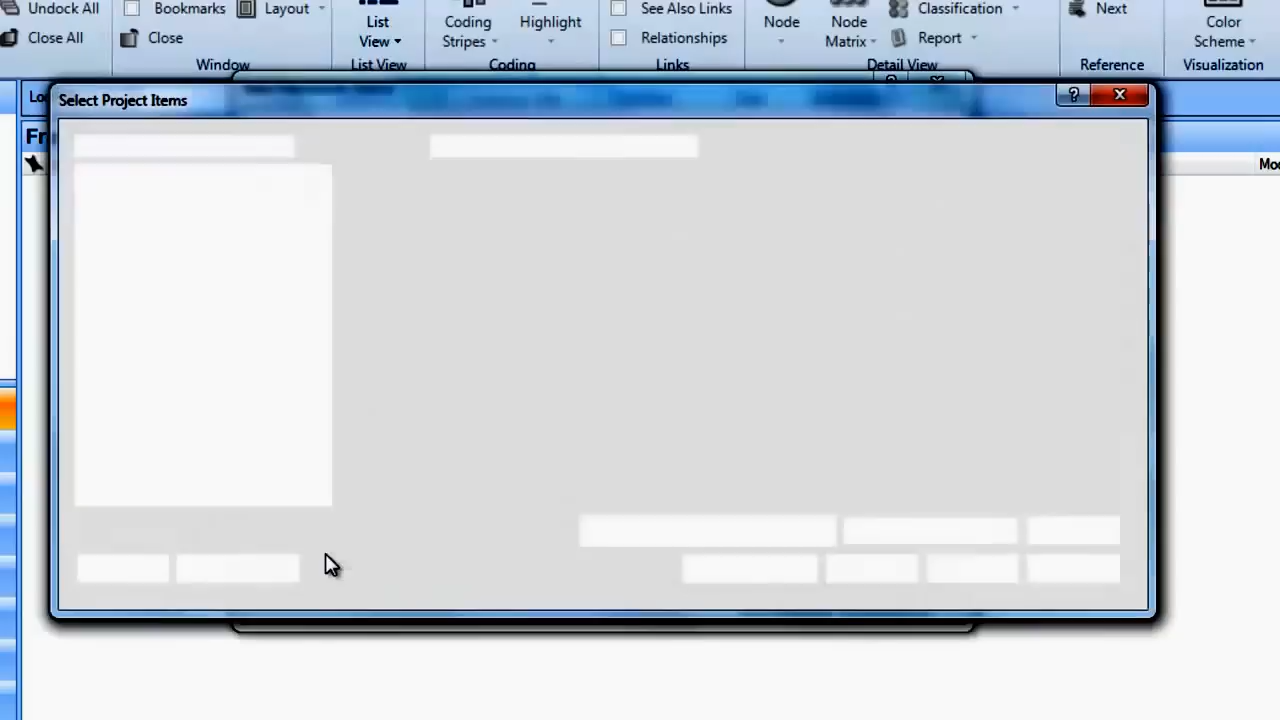 Undock All
Bookmarks
Layout
List
View
Coding
Stripes
Highlight
See Also Links
Node
Node
Matrix
Classification
Next
Color
Scheme
Close All
Close
Relationships
Report
Window
List View
Coding
Links
Detail View
Reference
Visualization
Select Project Items
?